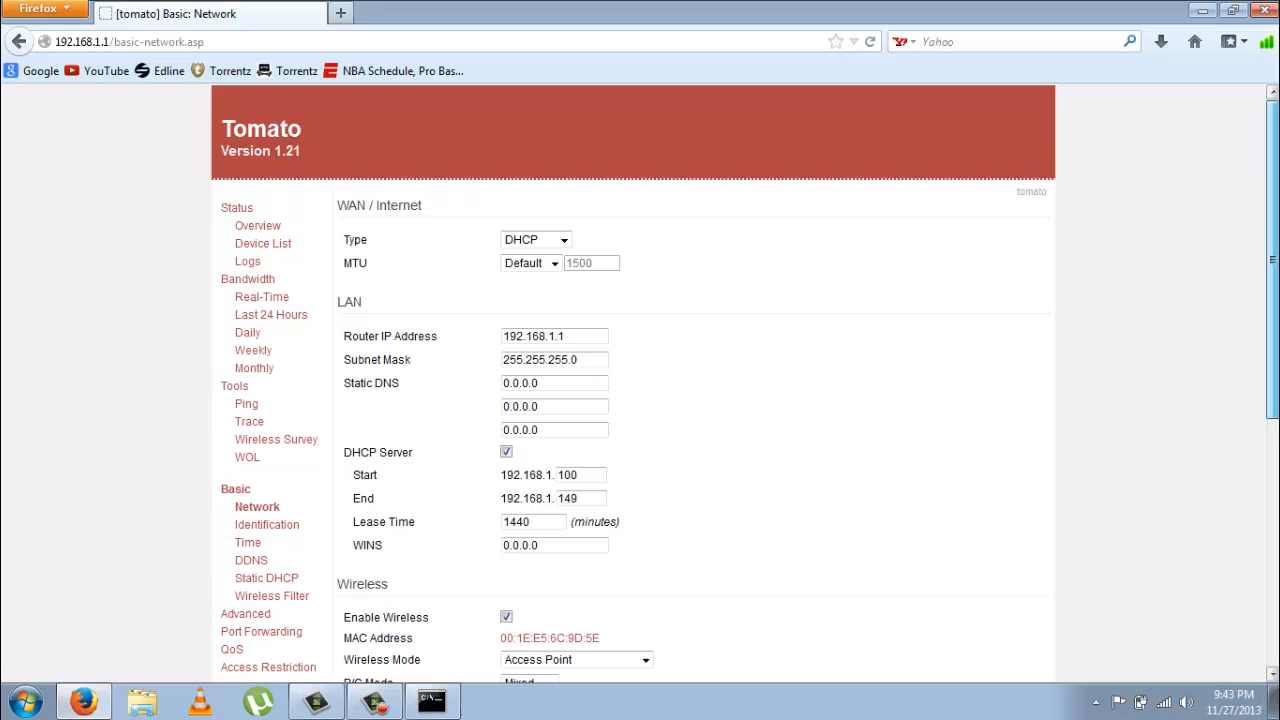 Firefox
[tomato] Basic: Network
192.168.1.1/basic-network.asp
Yahoo
Google YouTube Edline Torrentz Torrentz NBA Schedule, Pro Bas...
Tomato
Version 1.21
tomato
Status
Overview
Device List
Logs
Bandwidth
Real-Time
Last 24 Hours
Daily
Weekly
Monthly
Tools
Ping
Trace
Wireless Survey
WOL
Basic
Network
Identification
Time
DDNS
Static DHCP
Wireless Filter
Advanced
Port Forwarding
QoS
Access Restriction
WAN / Internet
Type DHCP
MTU Default 1500
LAN
Router IP Address 192.168.1.1
Subnet Mask 255.255.255.0
Static DNS 0.0.0.0
0.0.0.0
0.0.0.0
DHCP Server
Start 192.168.1. 100
End 192.168.1. 149
Lease Time 1440 (minutes)
WINS 0.0.0.0
Wireless
Enable Wireless
MAC Address 00:1E:E5:6C:9D:5E
Wireless Mode Access Point
B/G Mode Mixed
9:43 PM
11/27/2013